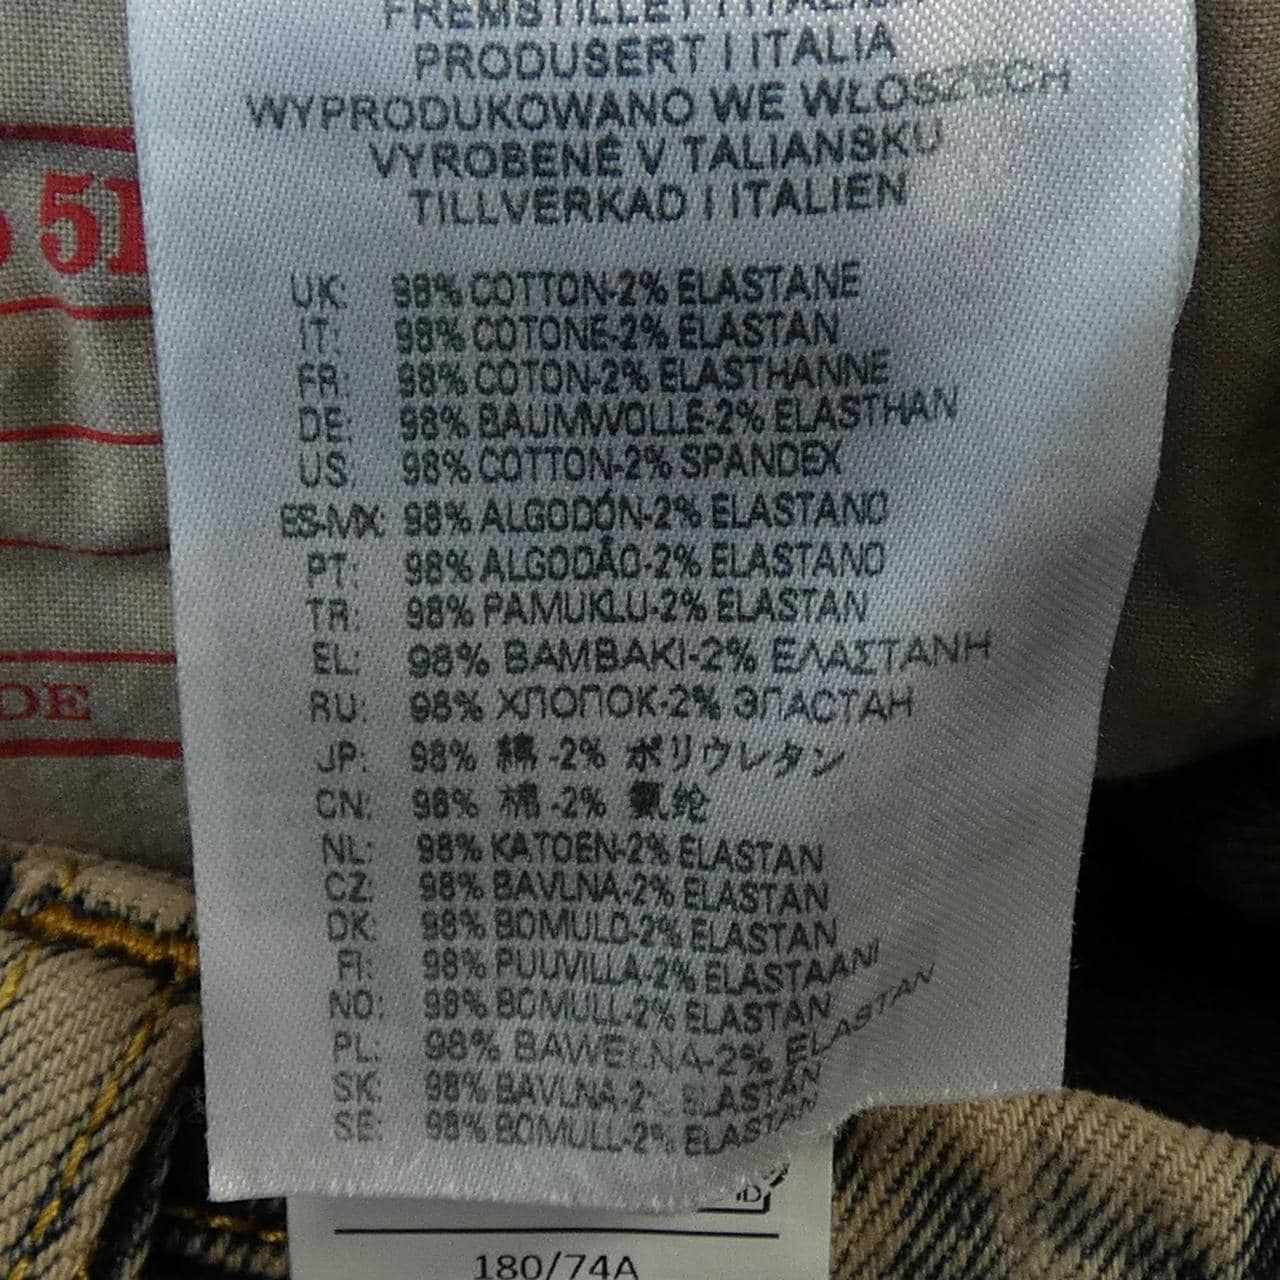 FREMSTILLET I ITALIEN
PRODUSERT I ITALIA
WYPRODUKOWANO WE WŁOSZECH
VYROBENÉ V TALIANSKU
TILLVERKAD I ITALIEN
51
UK: 98% COTTON-2% ELASTANE
IT: 98% COTONE-2% ELASTAN
FR: 98% COTON-2% ELASTHANNE
DE: 98% BAUMWOLLE-2% ELASTHAN
US: 98% COTTON-2% SPANDEX
ES-MX: 98% ALGODÓN-2% ELASTANO
PT: 98% ALGODÃO-2% ELASTANO
TR: 98% PAMUKLU-2% ELASTAN
EL: 98% BAMBAKI-2% ΕΛΑΣΤΑΝΗ
RU: 98% ХЛОПОК-2% ЭЛАСТАН
DE
JP: 98% 綿 -2% ポリウレタン
CN: 98% 棉 -2% 氨纶
NL: 98% KATOEN-2% ELASTAN
CZ: 98% BAVLNA-2% ELASTAN
DK: 98% BOMULD-2% ELASTAN
FI: 98% PUUVILLA-2% ELASTAANI
NO: 98% BOMULL-2% ELASTAN
PL: 98% BAWEŁNA-2% ELASTAN
SK: 98% BAVLNA-2% ELASTAN
SE: 98% BOMULL-2% ELASTAN
180/74A